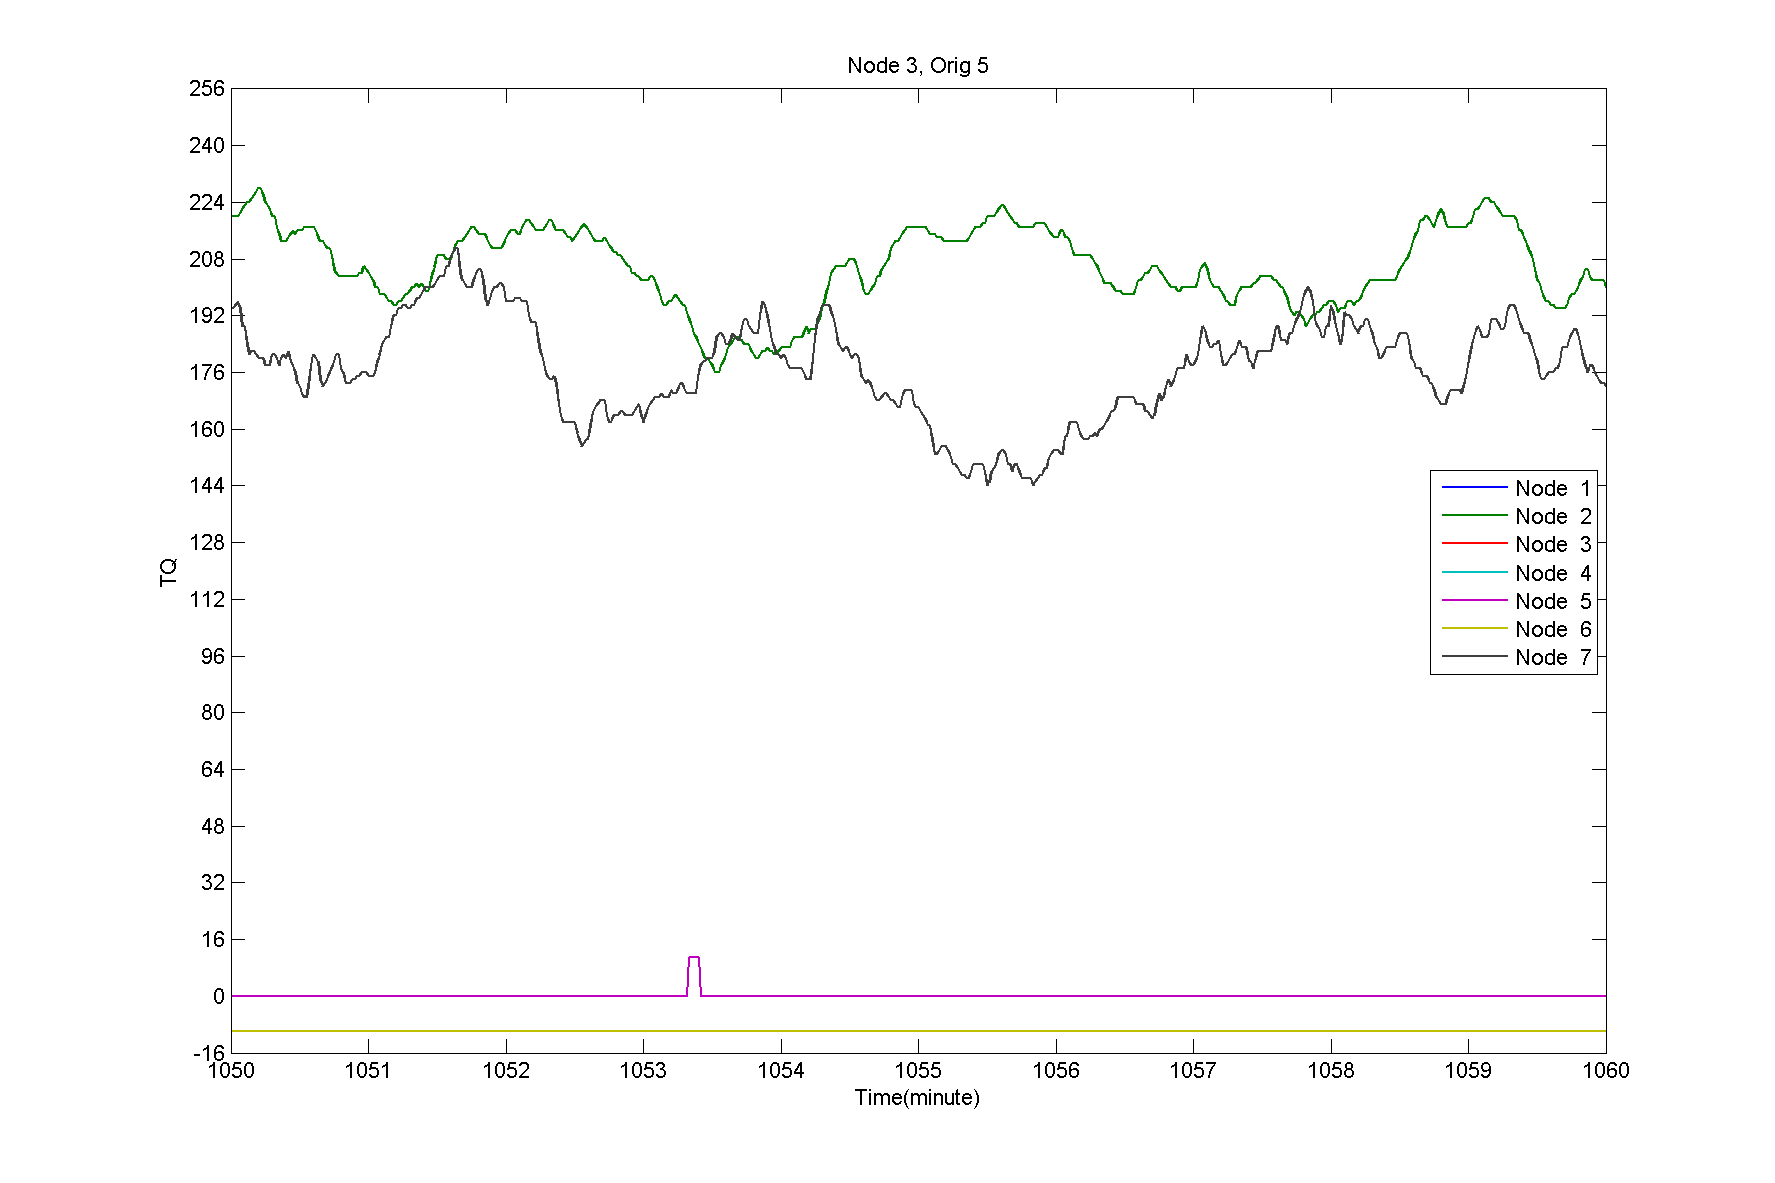 Node 3, Orig 5
256
240
224
208
192
176
160
144
128
112
96
80
64
48
32
16
0
-16
TQ
Node 1
Node 2
Node 3
Node 4
Node 5
Node 6
Node 7
1050 1051 1052 1053 1054 1055 1056 1057 1058 1059 1060
Time(minute)